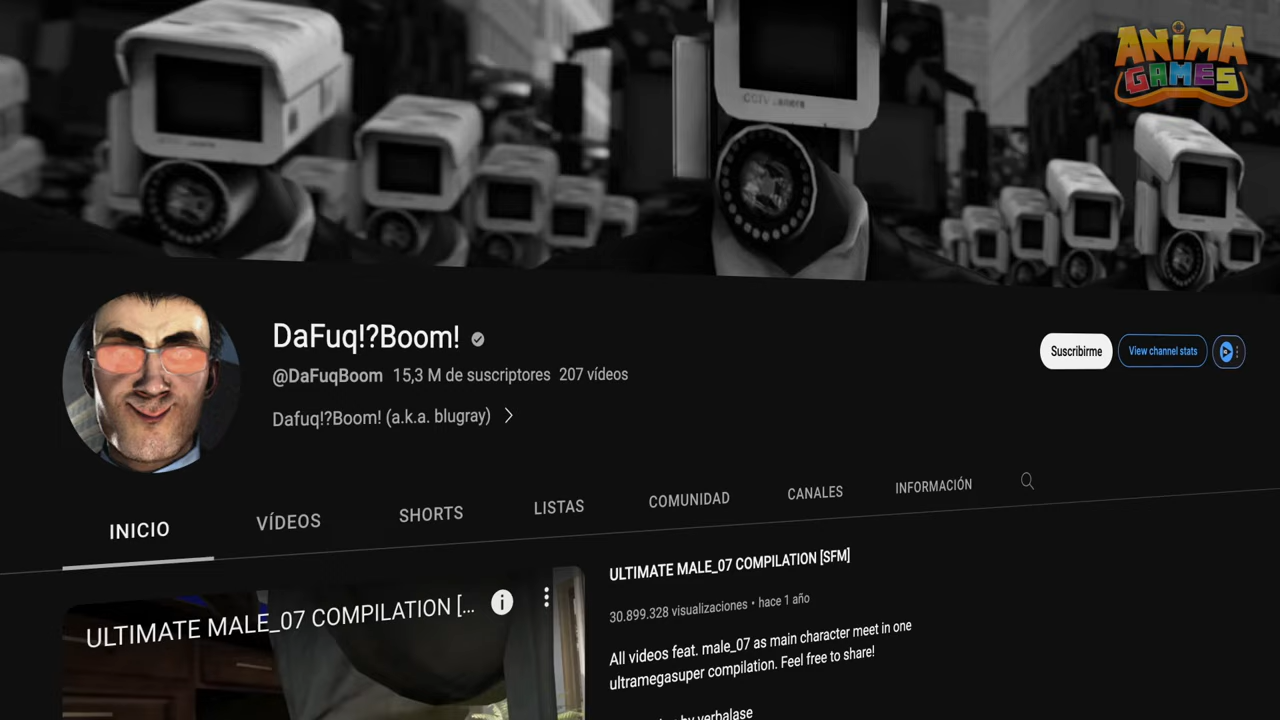 ANIMA
GAMES
DaFuq!?Boom!
@DaFuqBoom 15,3 M de suscriptores 207 vídeos
Dafuq!?Boom! (a.k.a. blugray)
Suscribirme
View channel stats
INICIO VÍDEOS SHORTS LISTAS COMUNIDAD CANALES INFORMACIÓN
ULTIMATE MALE_07 COMPILATION [...
ULTIMATE MALE_07 COMPILATION [SFM]
30.899.328 visualizaciones • hace 1 año
All videos feat. male_07 as main character meet in one
ultramegasuper compilation. Feel free to share!
by verbalase